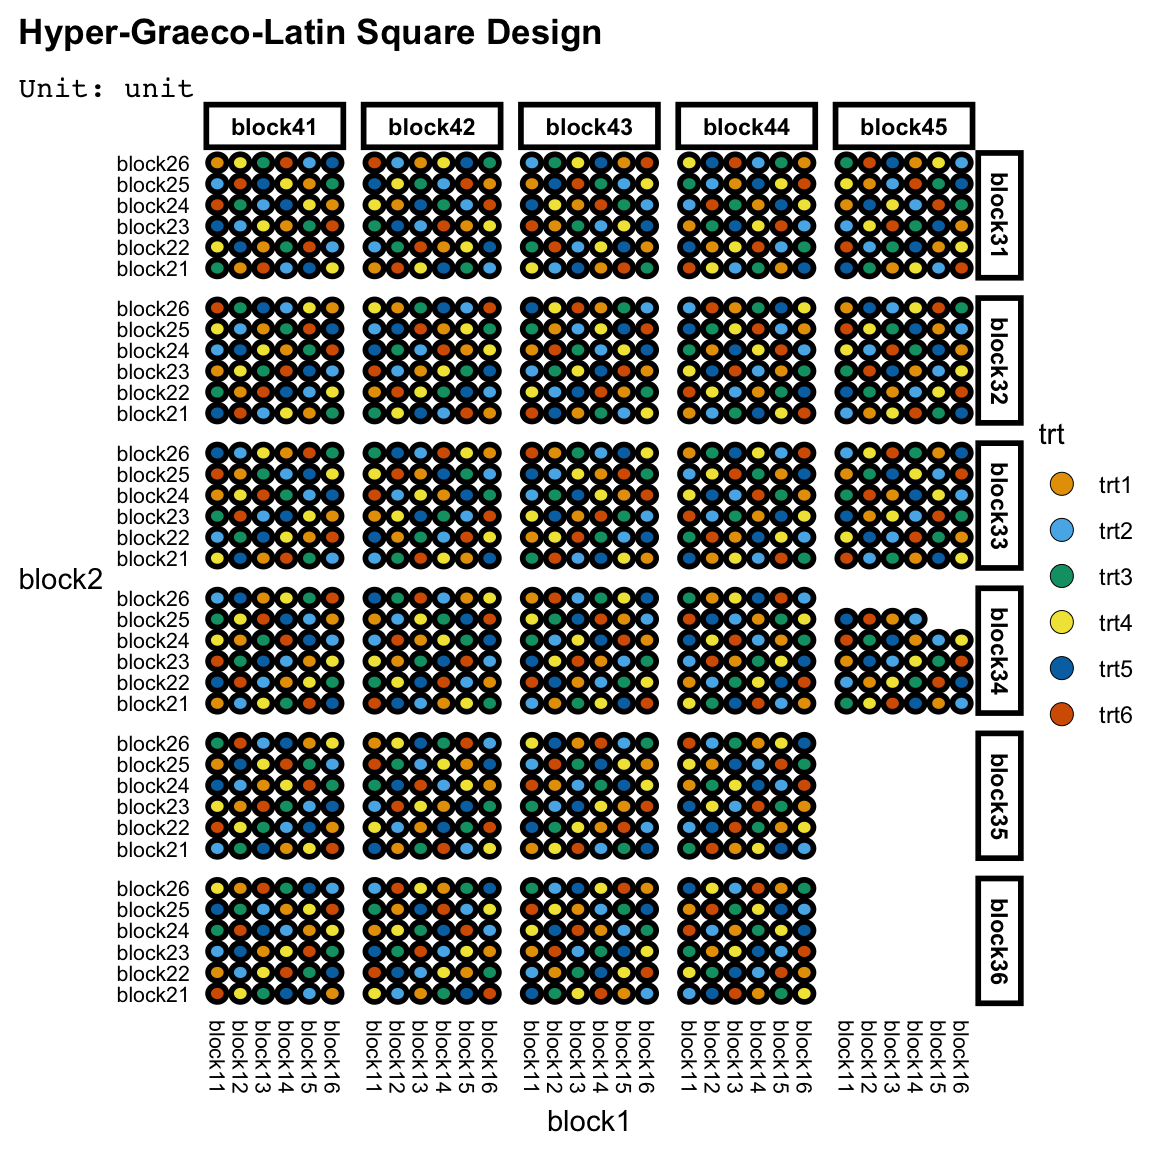 Hyper-Graeco-Latin Square Design
Unit: unit
block41 block42 block43 block44 block45
block26
block25
block24
block23
block22
block21
block31
block26
block25
block24
block23
block22
block21
block32
block26
block25
block24
block23
block22
block21
block33
block2
block26
block25
block24
block23
block22
block21
block34
block26
block25
block24
block23
block22
block21
block35
block26
block25
block24
block23
block22
block21
block36
block11 block12 block13 block14 block15 block16 block11 block12 block13 block14 block15 block16 block11 block12 block13 block14 block15 block16 block11 block12 block13 block14 block15 block16 block11 block12 block13 block14 block15 block16
block1
trt
trt1
trt2
trt3
trt4
trt5
trt6